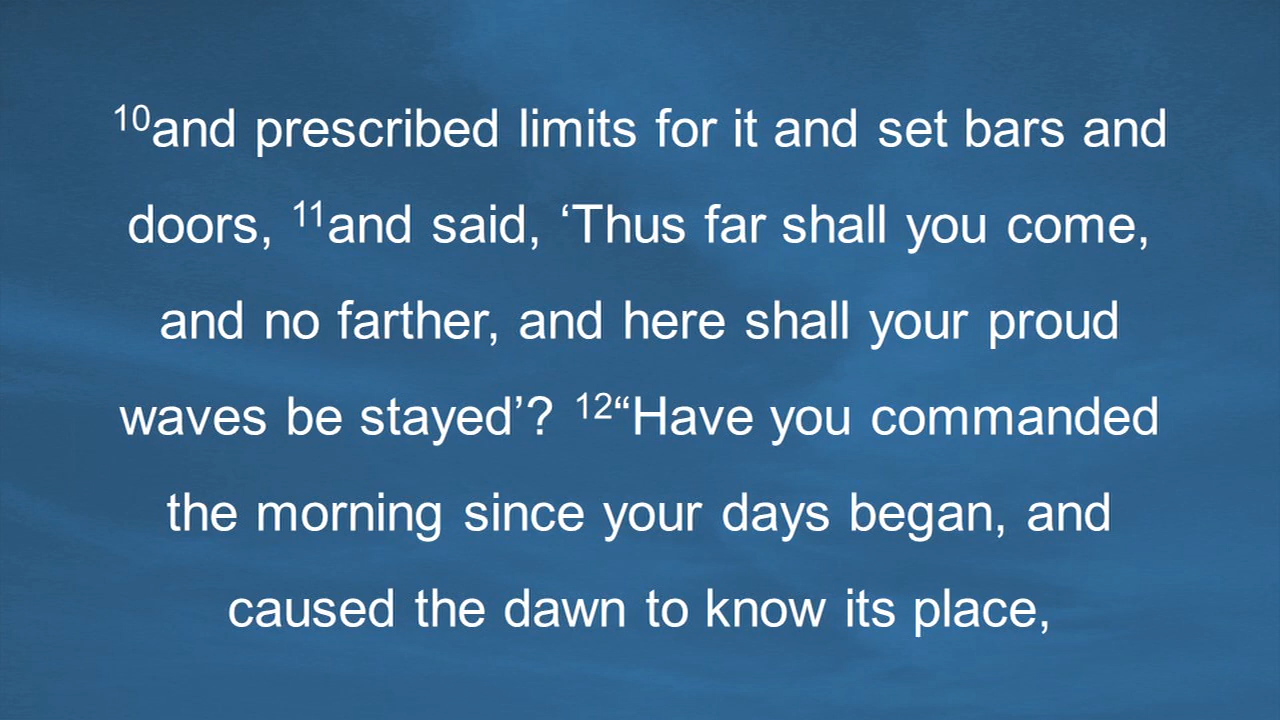 ¹⁰and prescribed limits for it and set bars and
doors, ¹¹and said, ‘Thus far shall you come,
and no farther, and here shall your proud
waves be stayed’? ¹²“Have you commanded
the morning since your days began, and
caused the dawn to know its place,